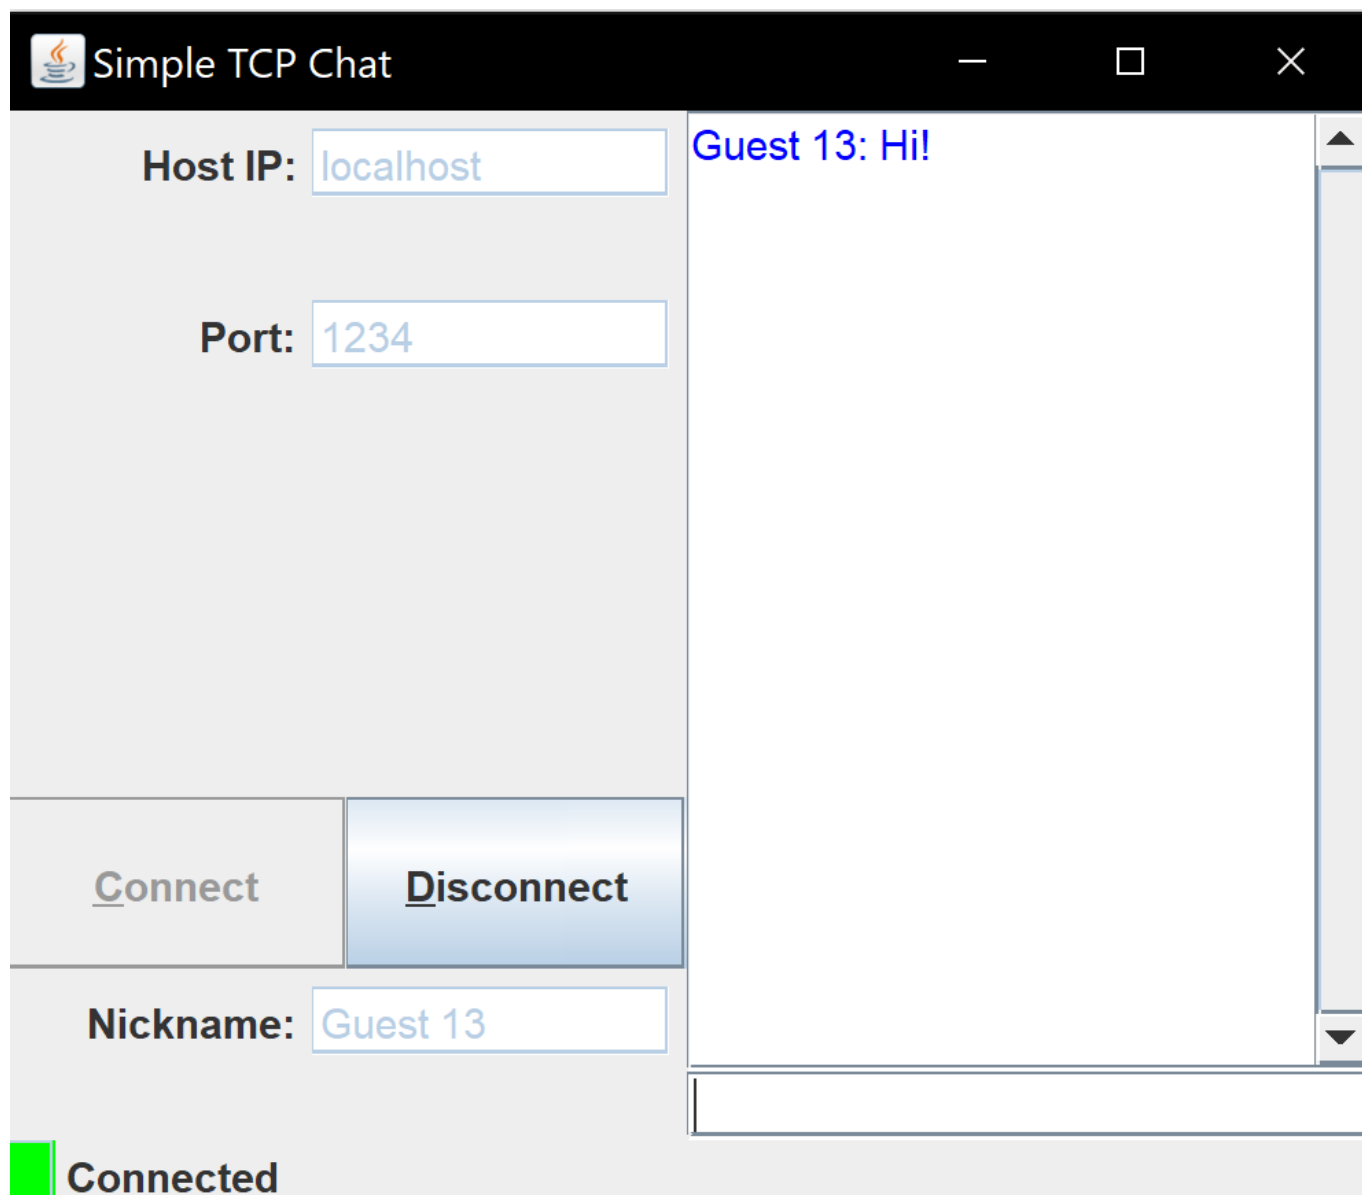 Simple TCP Chat
Host IP: localhost
Port: 1234
Connect
Disconnect
Nickname: Guest 13
Connected
Guest 13: Hi!